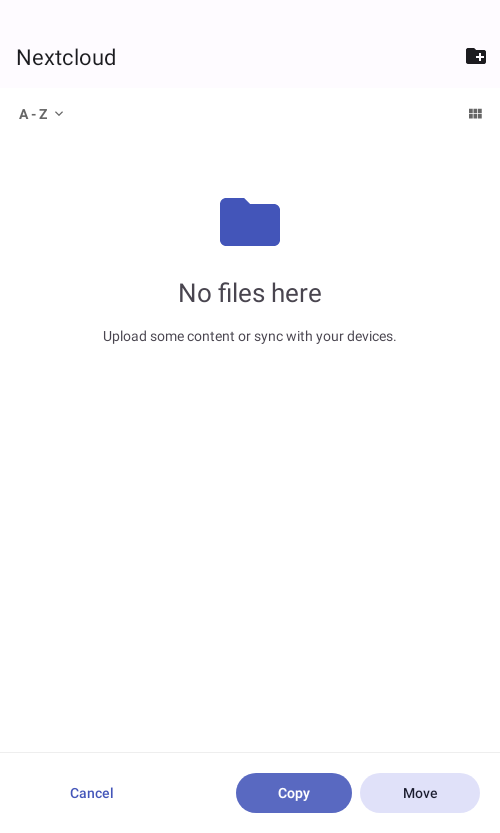 Nextcloud
A - Z
No files here
Upload some content or sync with your devices.
Cancel
Copy
Move